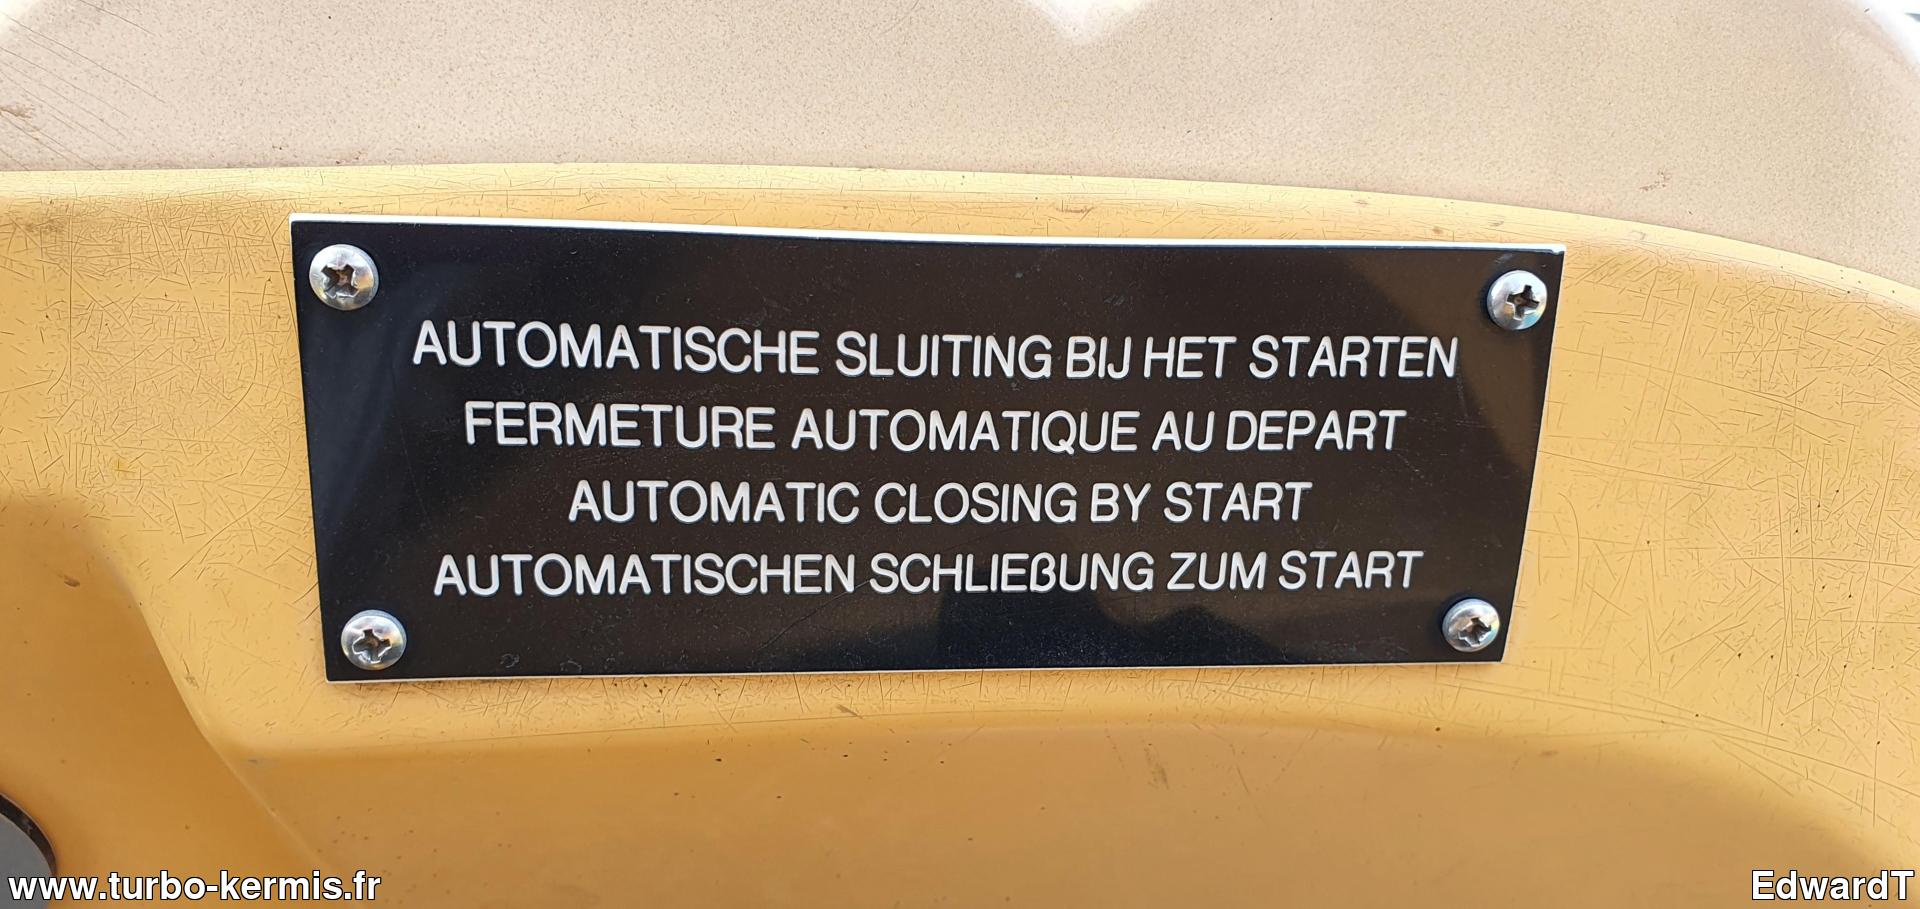 AUTOMATISCHE SLUITING BIJ HET STARTEN
FERMETURE AUTOMATIQUE AU DEPART
AUTOMATIC CLOSING BY START
AUTOMATISCHEN SCHLIEßUNG ZUM START
www.turbo-kermis.fr
EdwardT